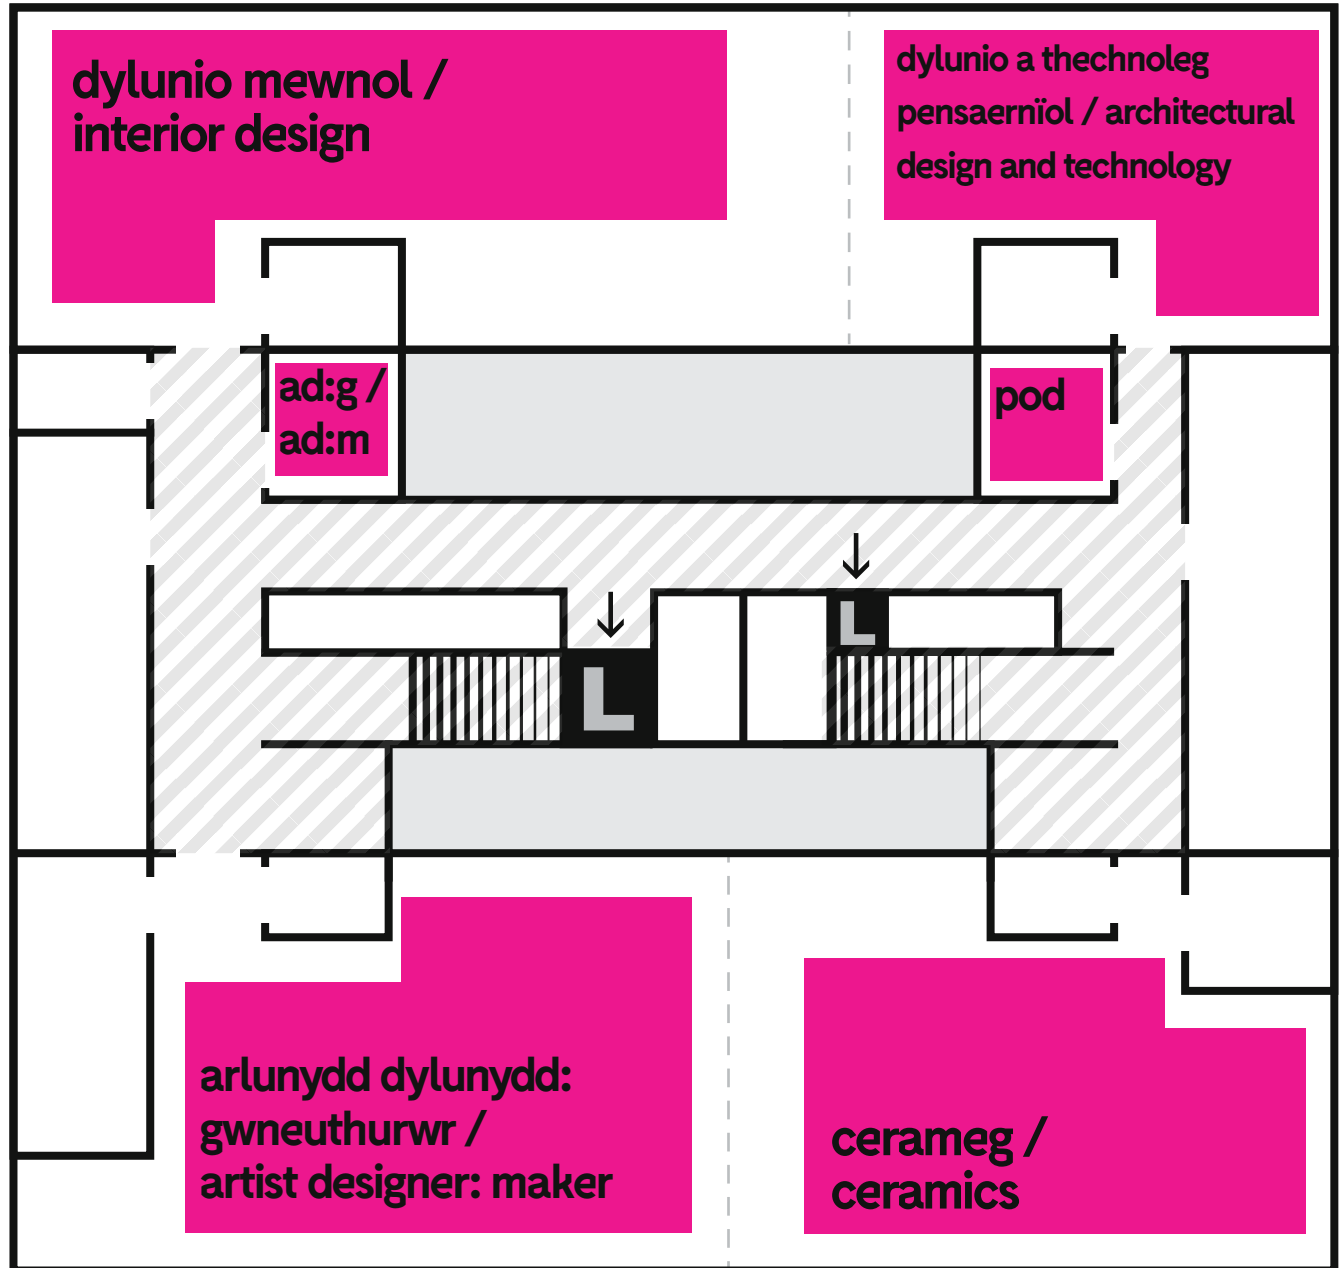 dylunio mewnol /
interior design
dylunio a thechnoleg
pensaernïol / architectural
design and technology
ad:g /
ad:m
pod
L
L
arlunydd dylunydd:
gwneuthurwr /
artist designer: maker
cerameg /
ceramics